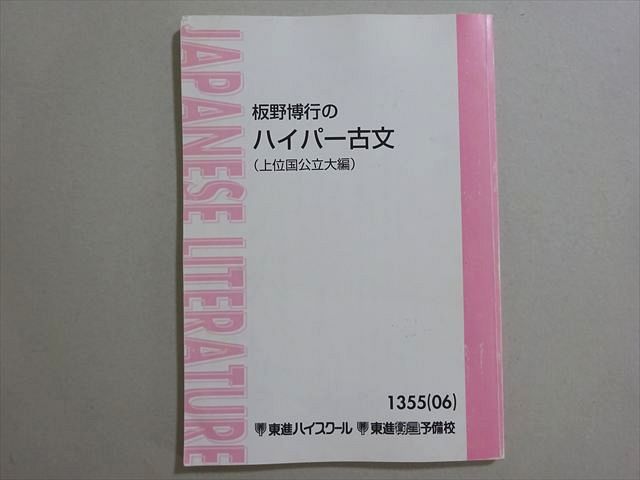 JAPANESE LITERATURE
板野博行の
ハイパー古文
(上位国公立大編)
1355(06)
東進ハイスクール 東進衛星予備校